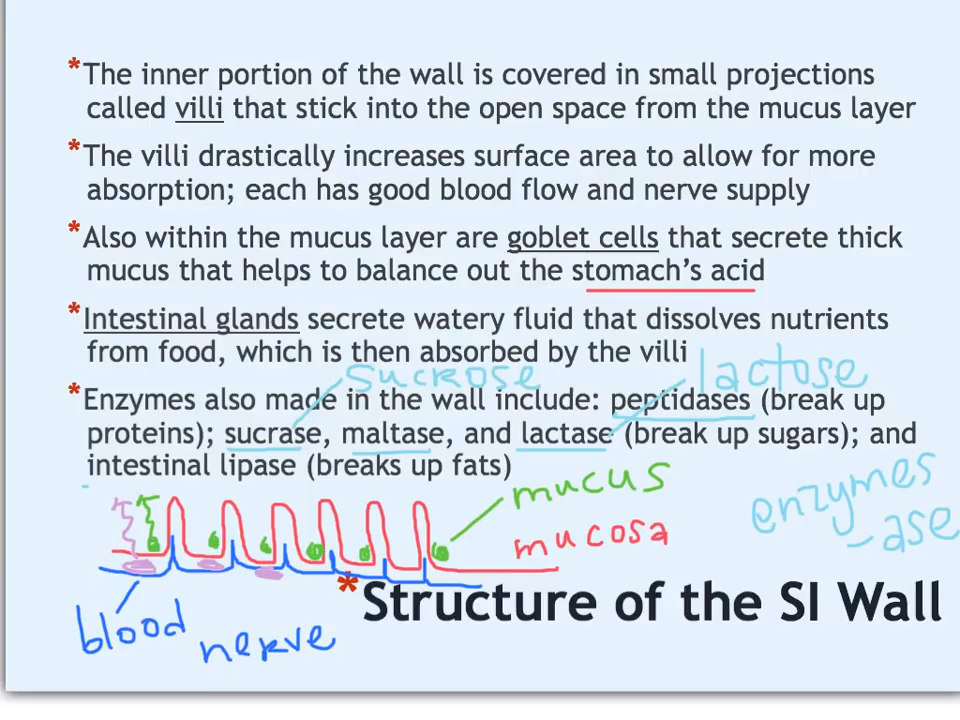 *The inner portion of the wall is covered in small projections
called villi that stick into the open space from the mucus layer
*The villi drastically increases surface area to allow for more
absorption; each has good blood flow and nerve supply
*Also within the mucus layer are goblet cells that secrete thick
mucus that helps to balance out the stomach's acid
*Intestinal glands secrete watery fluid that dissolves nutrients
from food, which is then absorbed by the villi
sucrose lactose
*Enzymes also made in the wall include: peptidases (break up
proteins); sucrase, maltase, and lactase (break up sugars); and
intestinal lipase (breaks up fats)
mucus
enzymes
-ase
mucosa
*Structure of the SI Wall
blood
nerve